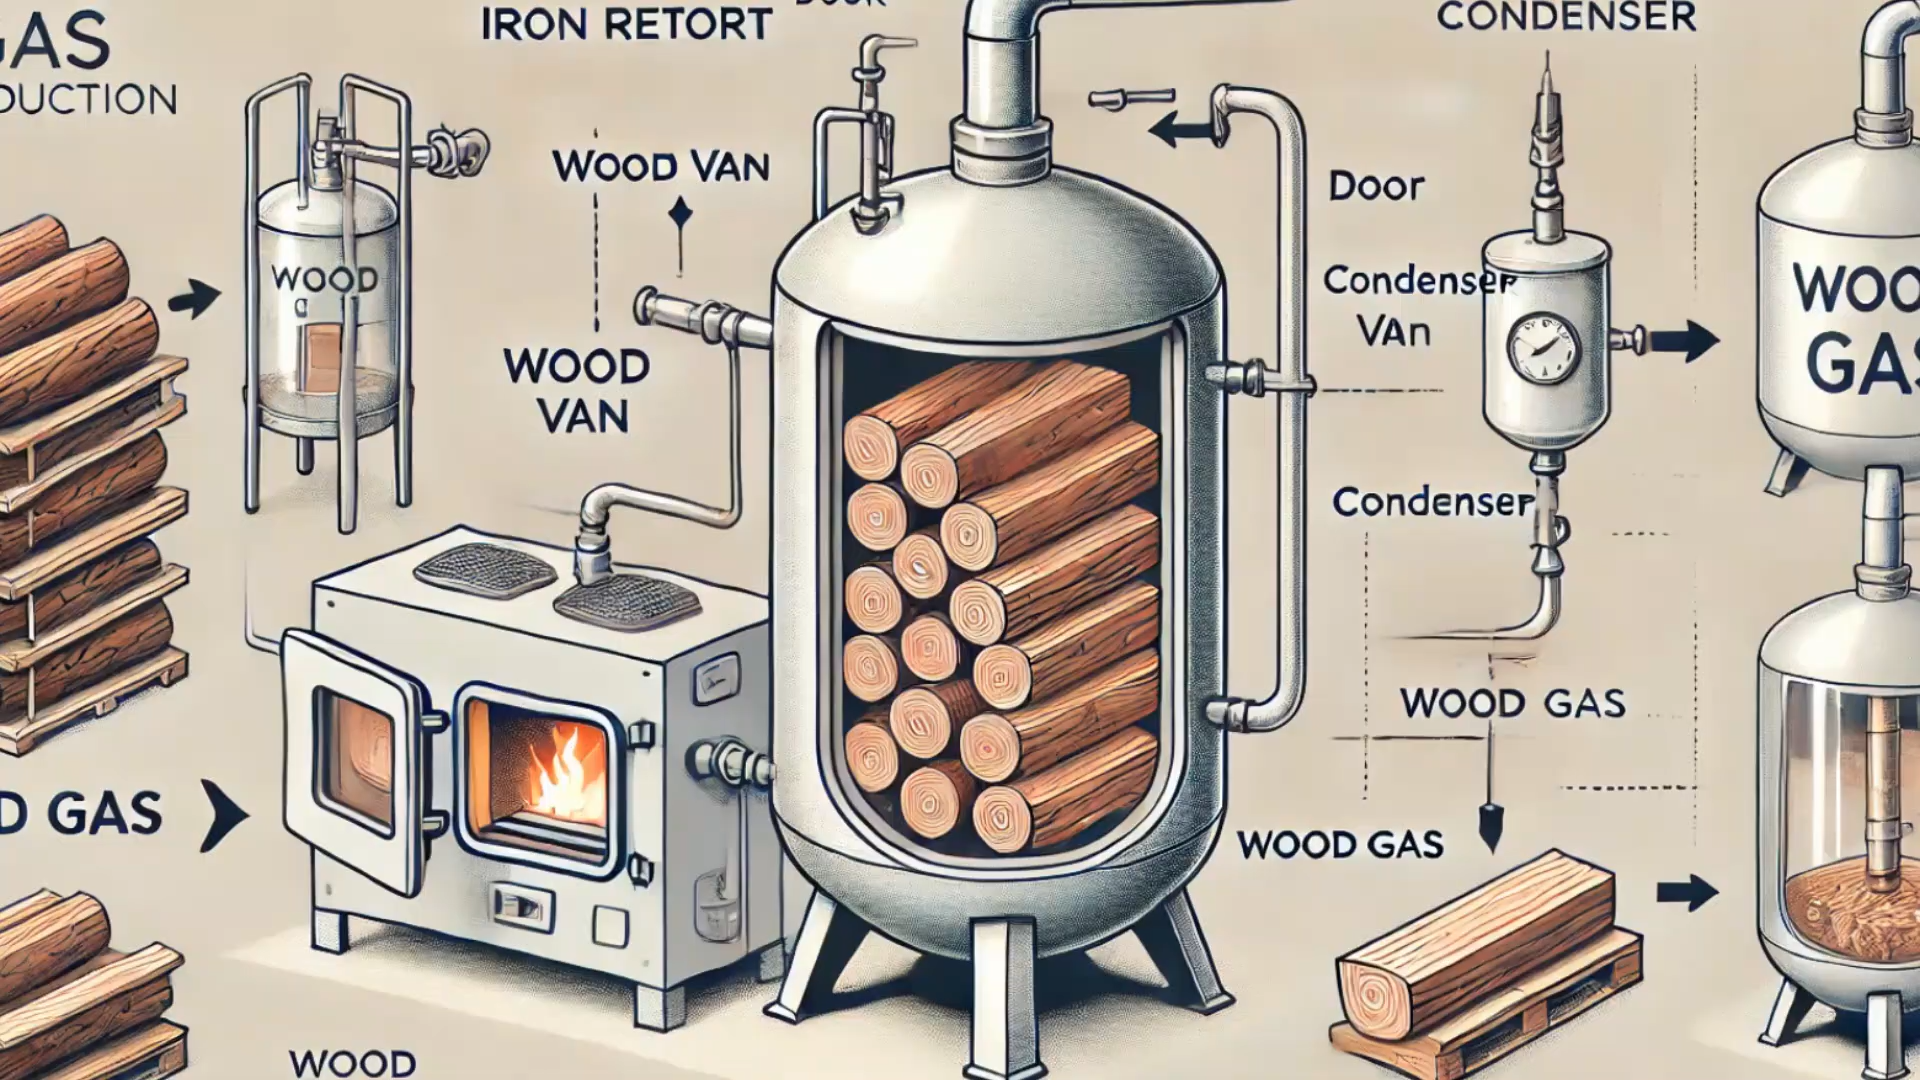 GAS
DUCTION
IRON RETORT
CONDENSER
WOOD VAN
Door
WOOD
Condenser
VAn
WOOD
VAN
WOO
GAS
Condenser
WOOD GAS
D GAS
WOOD GAS
WOOD